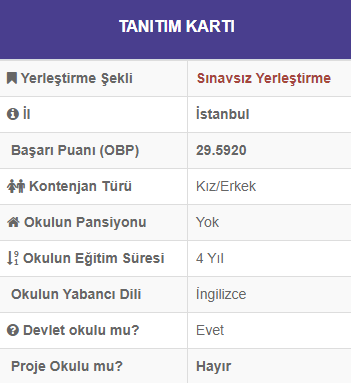 TANITIM KARTI
Yerleştirme Şekli Sınavsız Yerleştirme
İl İstanbul
Başarı Puanı (OBP) 29.5920
Kontenjan Türü Kız/Erkek
Okulun Pansiyonu Yok
Okulun Eğitim Süresi 4 Yıl
Okulun Yabancı Dili İngilizce
Devlet okulu mu? Evet
Proje Okulu mu? Hayır